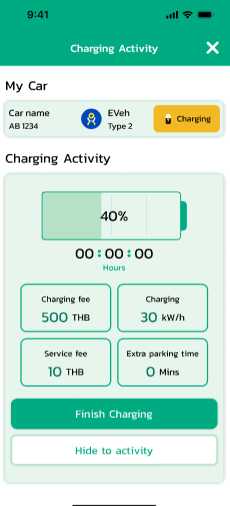 9:41
Charging Activity
My Car
Car name
AB 1234
EVeh
Type 2
Charging
Charging Activity
40%
00 : 00 : 00
Hours
Charging fee
500 THB
Charging
30 kW/h
Service fee
10 THB
Extra parking time
0 Mins
Finish Charging
Hide to activity